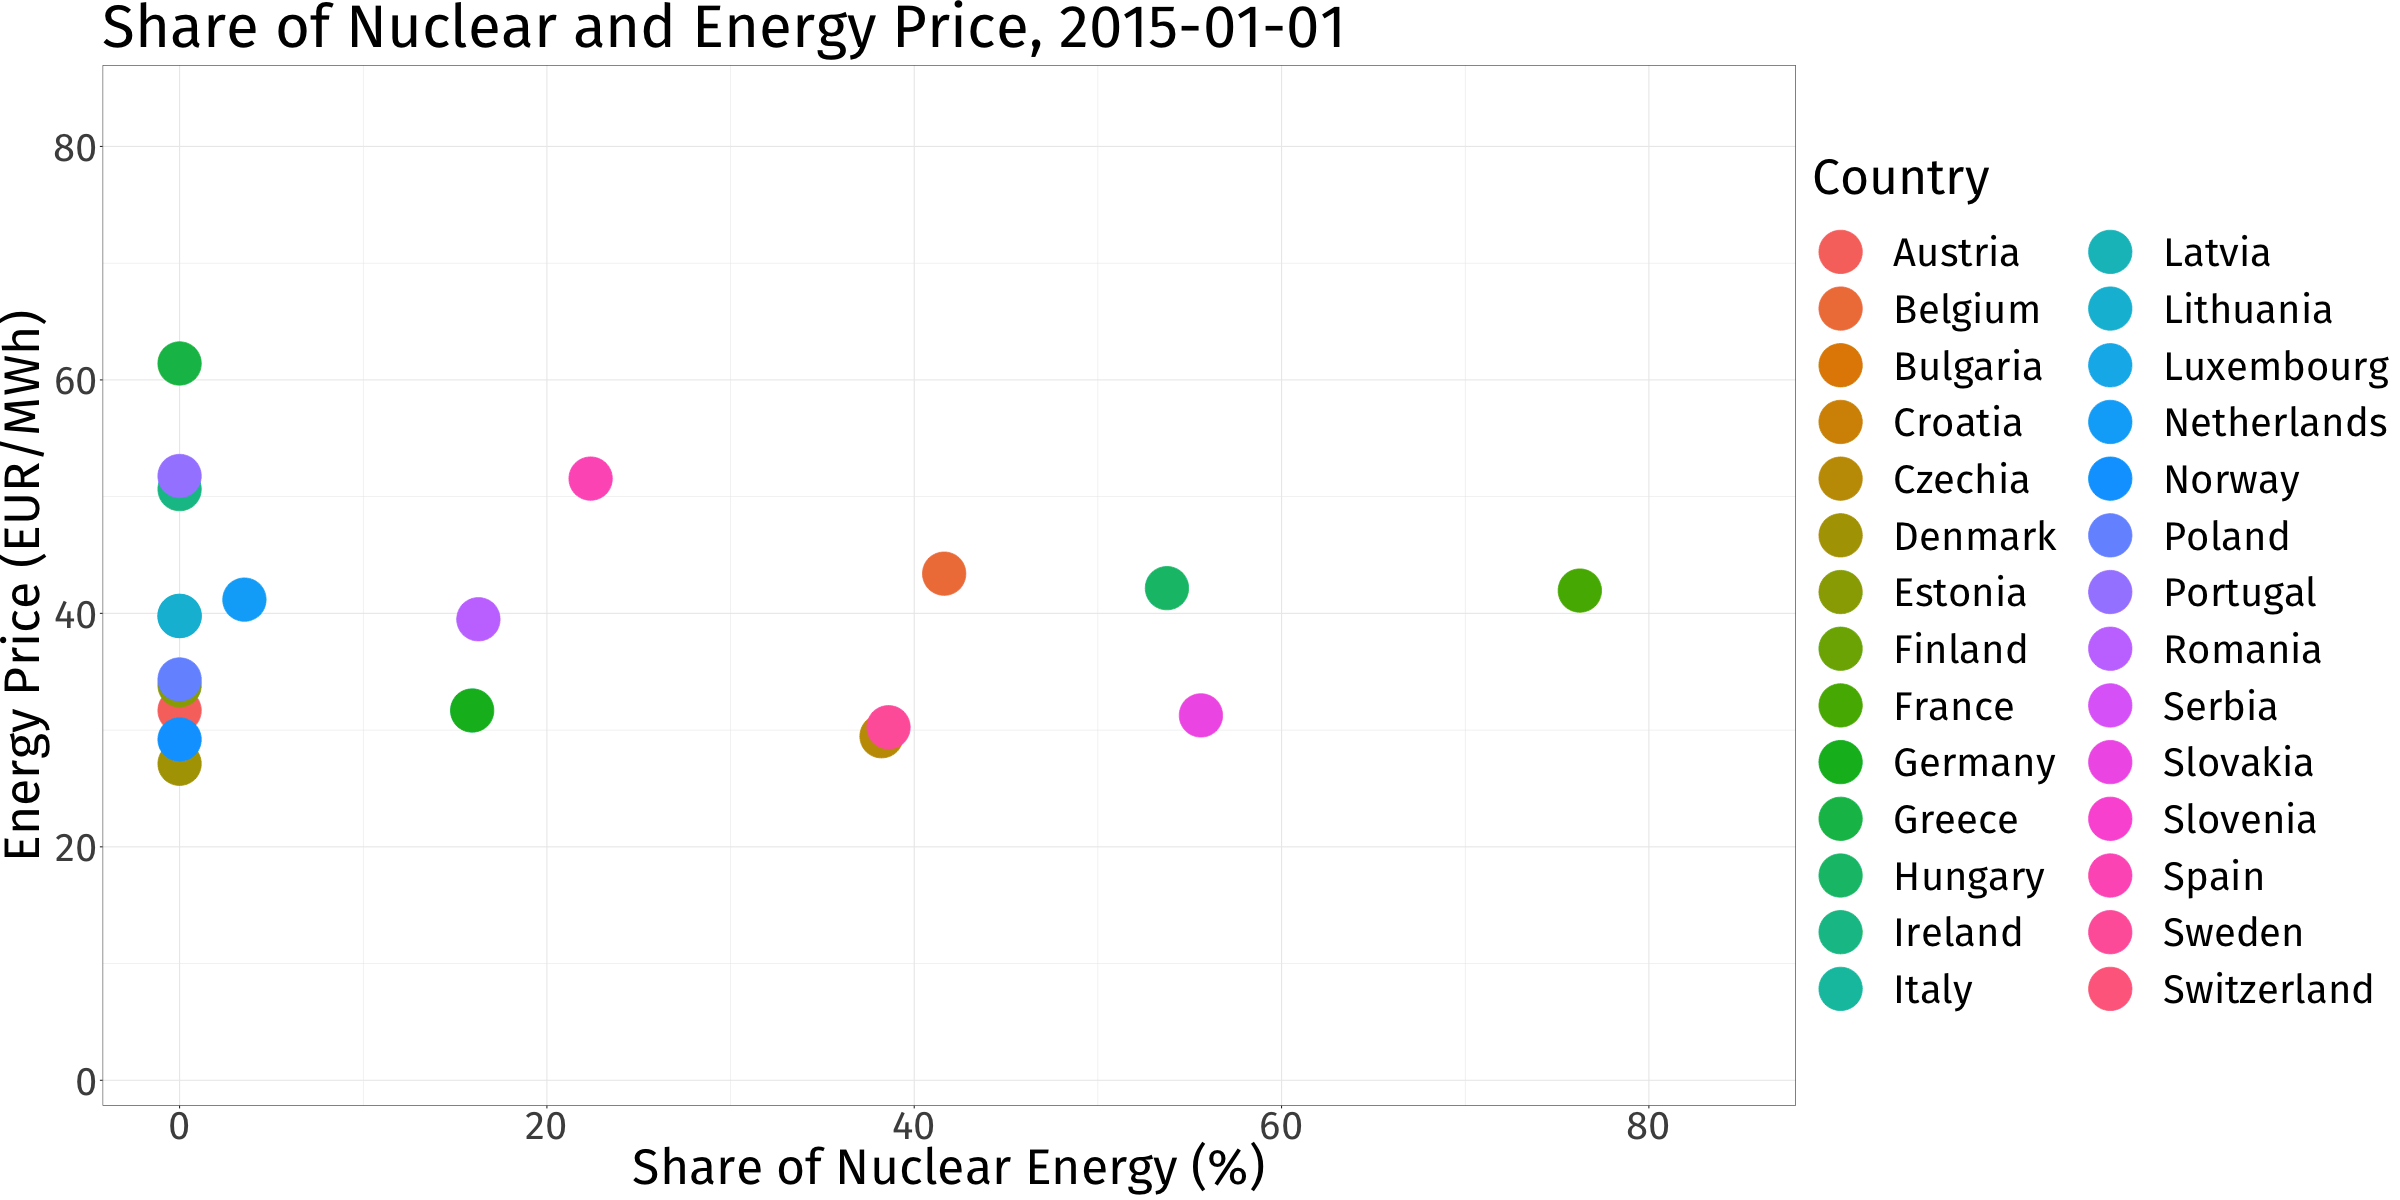 Share of Nuclear and Energy Price, 2015-01-01
Energy Price (EUR/MWh)
80
60
40
20
0
0
20
40
60
80
Share of Nuclear Energy (%)
Country
Austria
Belgium
Bulgaria
Croatia
Czechia
Denmark
Estonia
Finland
France
Germany
Greece
Hungary
Ireland
Italy
Latvia
Lithuania
Luxembourg
Netherlands
Norway
Poland
Portugal
Romania
Serbia
Slovakia
Slovenia
Spain
Sweden
Switzerland